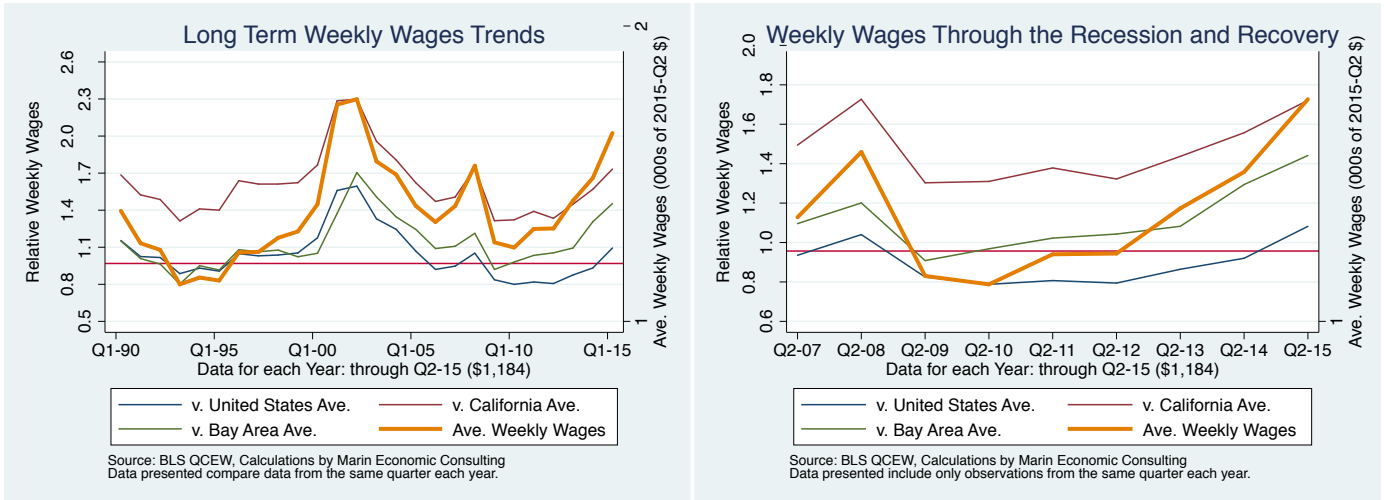 Long Term Weekly Wages Trends
Relative Weekly Wages
2.6
2.3
2.0
1.7
1.4
1.1
0.8
0.5
2
1
Ave. Weekly Wages (000s of 2015-Q2 $)
Q1-90 Q1-95 Q1-00 Q1-05 Q1-10 Q1-15
Data for each Year: through Q2-15 ($1,184)
v. United States Ave. v. California Ave.
v. Bay Area Ave. Ave. Weekly Wages
Source: BLS QCEW, Calculations by Marin Economic Consulting
Data presented compare data from the same quarter each year.
Weekly Wages Through the Recession and Recovery
Relative Weekly Wages
2.0
1.8
1.6
1.4
1.2
1.0
0.8
0.6
1
Ave. Weekly Wages (000s of 2015-Q2 $)
Q2-07 Q2-08 Q2-09 Q2-10 Q2-11 Q2-12 Q2-13 Q2-14 Q2-15
Data for each Year: through Q2-15 ($1,184)
v. United States Ave. v. California Ave.
v. Bay Area Ave. Ave. Weekly Wages
Source: BLS QCEW, Calculations by Marin Economic Consulting
Data presented include only observations from the same quarter each year.